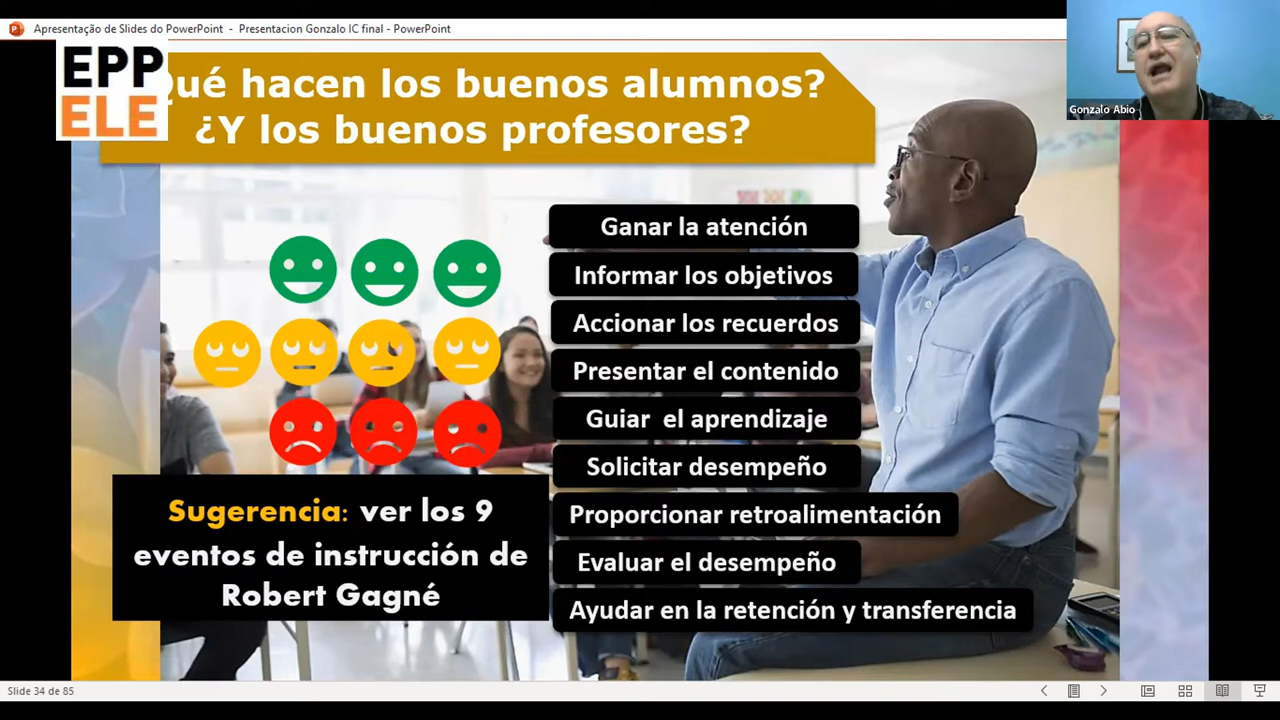 Apresentação de Slides do PowerPoint - Presentacion Gonzalo IC final - PowerPoint
EPP
ELE
Qué hacen los buenos alumnos?
¿Y los buenos profesores?
Gonzalo Abio
Ganar la atención
Informar los objetivos
Accionar los recuerdos
Presentar el contenido
Guiar el aprendizaje
Solicitar desempeño
Proporcionar retroalimentación
Evaluar el desempeño
Ayudar en la retención y transferencia
Sugerencia: ver los 9
eventos de instrucción de
Robert Gagné
Slide 34 de 85